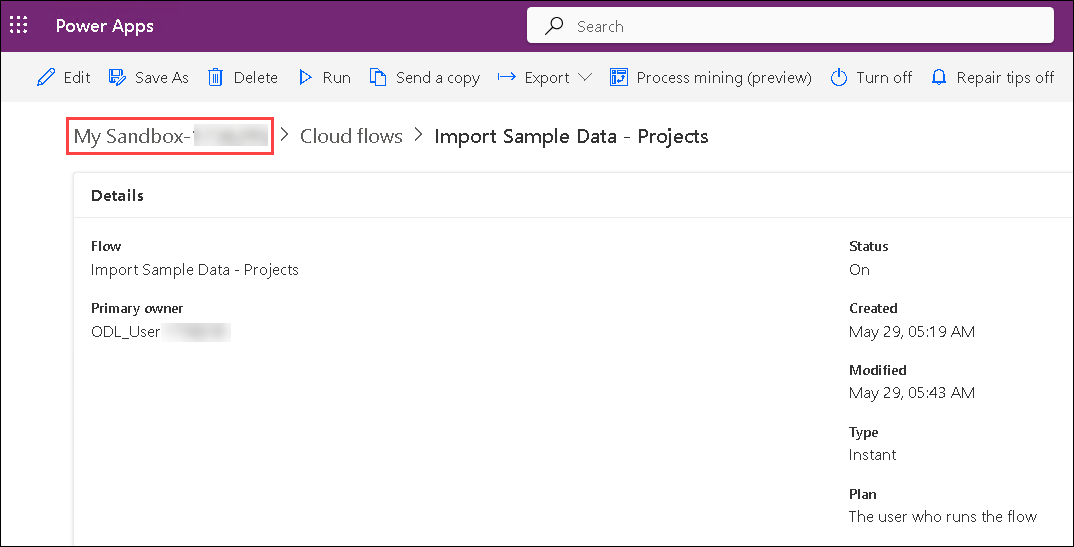 Power Apps
Search
Edit Save As Delete Run Send a copy Export Process mining (preview) Turn off Repair tips off
My Sandbox- > Cloud flows > Import Sample Data - Projects
Details
Flow
Import Sample Data - Projects
Primary owner
ODL_User
Status
On
Created
May 29, 05:19 AM
Modified
May 29, 05:43 AM
Type
Instant
Plan
The user who runs the flow